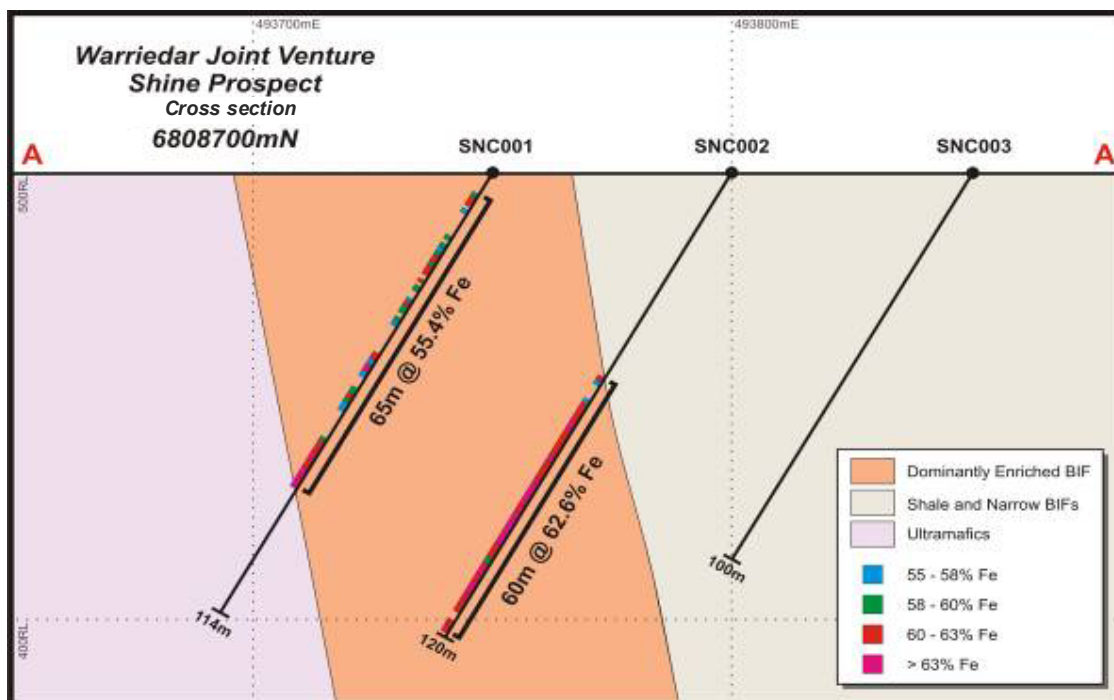 493700mE
493800mE
Warriedar Joint Venture
Shine Prospect
Cross section
6808700mN
A
SNC001
SNC002
SNC003
A
500RL
65m @ 55.4% Fe
60m @ 62.6% Fe
114m
120m
100m
400RL
Dominantly Enriched BIF
Shale and Narrow BIFs
Ultramafics
55 - 58% Fe
58 - 60% Fe
60 - 63% Fe
> 63% Fe